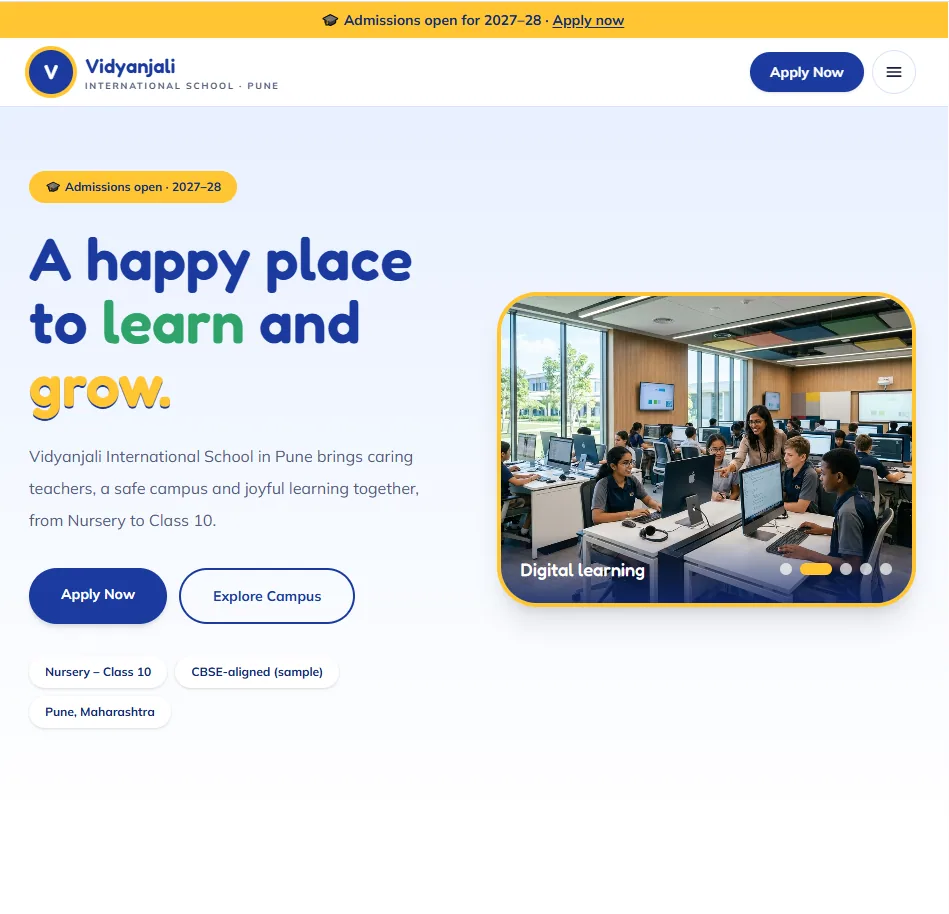 🎓 Admissions open for 2027–28 · Apply now
V
Vidyanjali
INTERNATIONAL SCHOOL · PUNE
Apply Now
🎓 Admissions open · 2027–28
A happy place
to learn and
grow.
Vidyanjali International School in Pune brings caring
teachers, a safe campus and joyful learning together,
from Nursery to Class 10.
Apply Now
Explore Campus
Digital learning
Nursery – Class 10
CBSE-aligned (sample)
Pune, Maharashtra